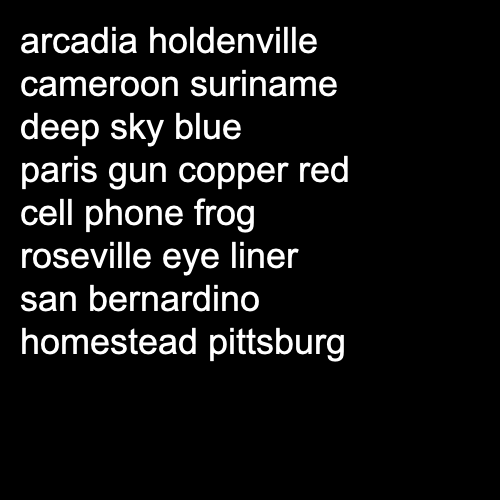 arcadia holdenville
cameroon suriname
deep sky blue
paris gun copper red
cell phone frog
roseville eye liner
san bernardino
homestead pittsburg